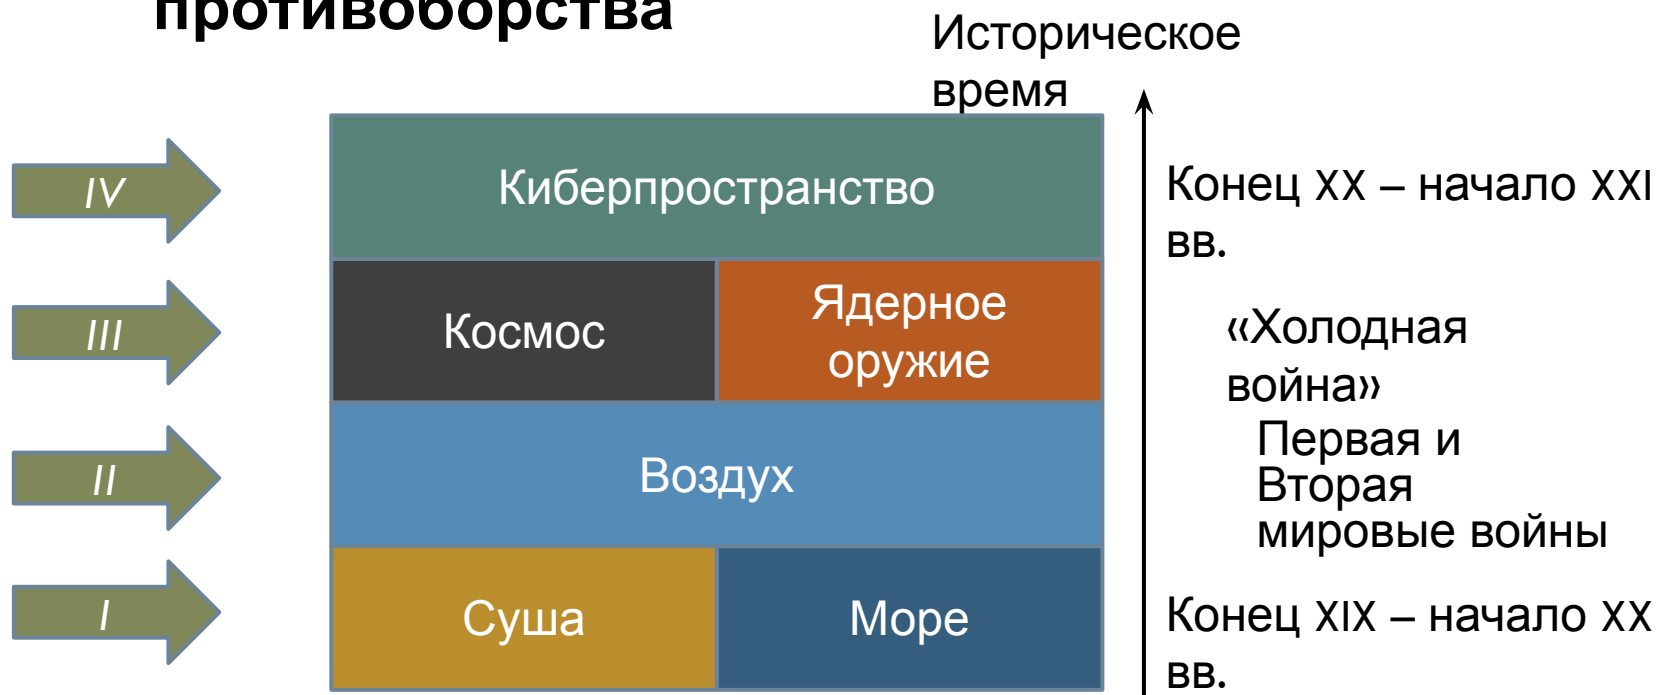 противоборства
Историческое
время
IV
Киберпространство
Конец XX – начало XXI
вв.
III
Космос
Ядерное
оружие
«Холодная
война»
II
Воздух
Первая и
Вторая
мировые войны
I
Суша
Море
Конец XIX – начало XX
вв.